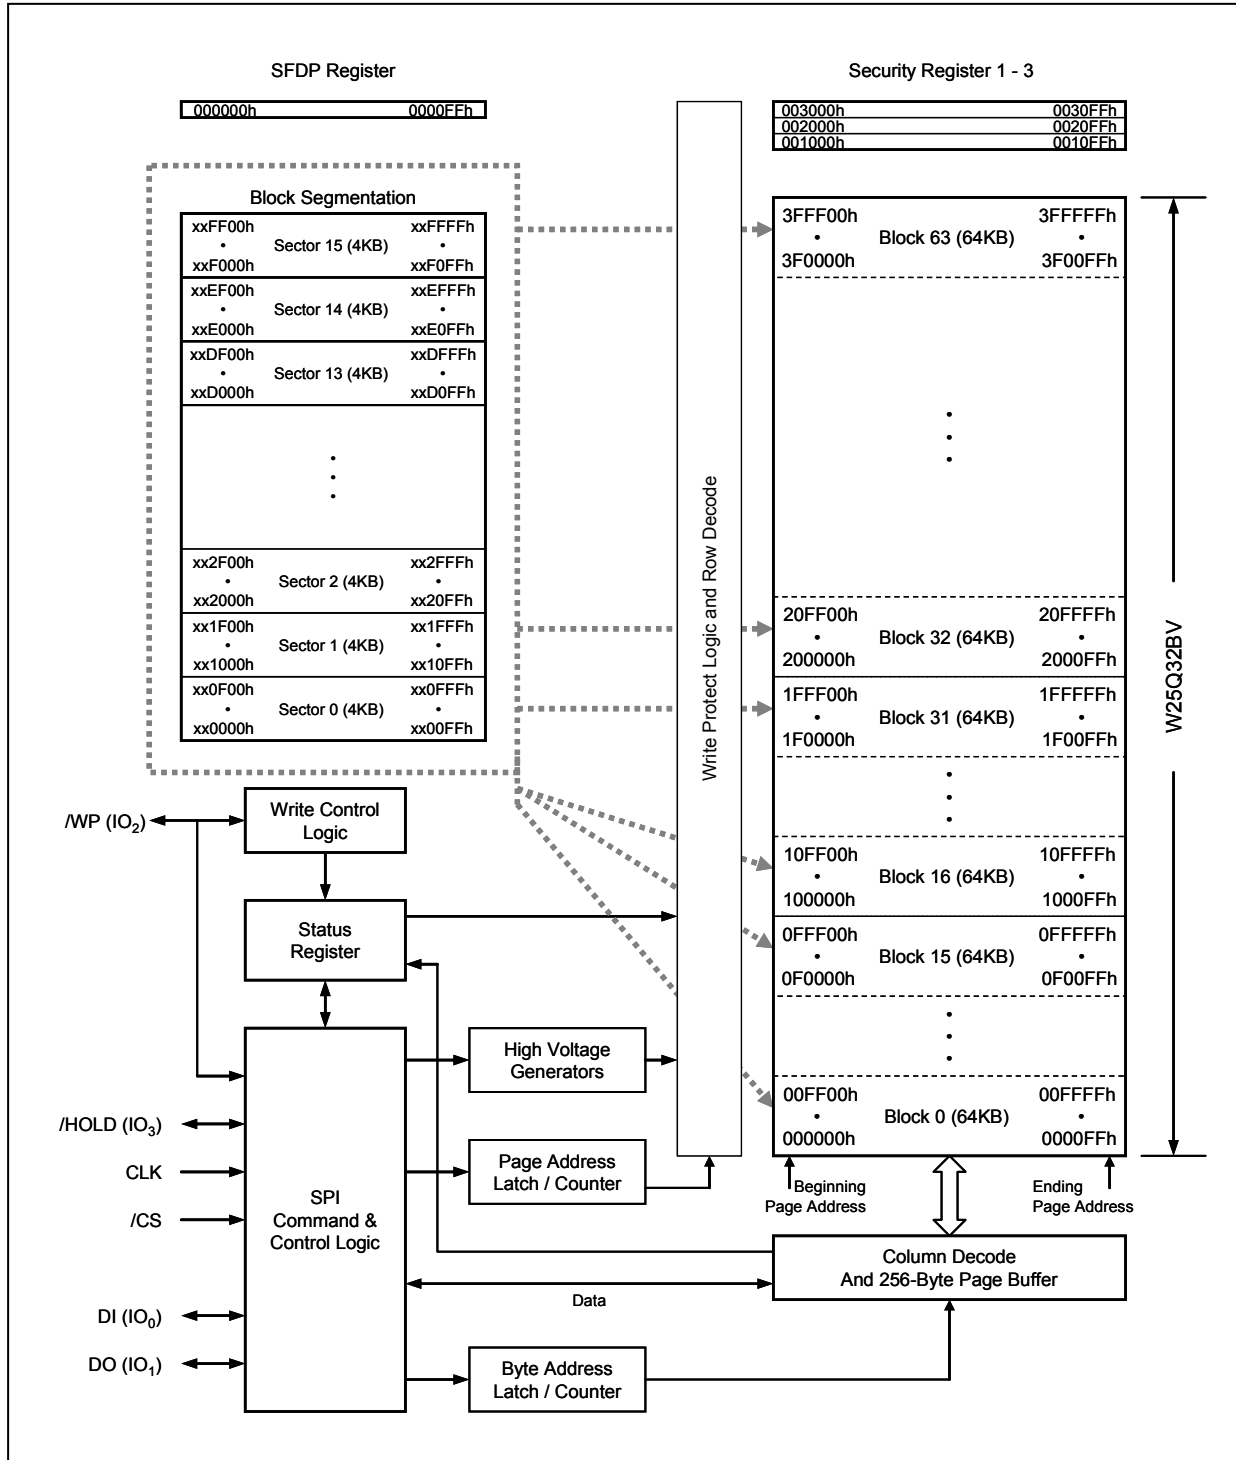 SFDP Register
000000h 0000FFh
Security Register 1 - 3
003000h 0030FFh
002000h 0020FFh
001000h 0010FFh
Block Segmentation
xxFF00h xxFFFFh
• Sector 15 (4KB) •
xxF000h xxF0FFh
xxEF00h xxEFFFh
• Sector 14 (4KB) •
xxE000h xxE0FFh
xxDF00h xxDFFFh
• Sector 13 (4KB) •
xxD000h xxD0FFh
xx2F00h xx2FFFh
• Sector 2 (4KB) •
xx2000h xx20FFh
xx1F00h xx1FFFh
• Sector 1 (4KB) •
xx1000h xx10FFh
xx0F00h xx0FFFh
• Sector 0 (4KB) •
xx0000h xx00FFh
Write Protect Logic and Row Decode
3FFF00h 3FFFFFh
• Block 63 (64KB) •
3F0000h 3F00FFh
20FF00h 20FFFFh
• Block 32 (64KB) •
200000h 2000FFh
1FFF00h 1FFFFFh
• Block 31 (64KB) •
1F0000h 1F00FFh
10FF00h 10FFFFh
• Block 16 (64KB) •
100000h 1000FFh
0FFF00h 0FFFFFh
• Block 15 (64KB) •
0F0000h 0F00FFh
00FF00h 00FFFFh
• Block 0 (64KB) •
000000h 0000FFh
W25Q32BV
Beginning
Page Address
Ending
Page Address
/WP (IO2)
Write Control
Logic
Status
Register
High Voltage
Generators
/HOLD (IO3)
CLK
/CS
DI (IO0)
DO (IO1)
SPI
Command &
Control Logic
Page Address
Latch / Counter
Column Decode
And 256-Byte Page Buffer
Data
Byte Address
Latch / Counter